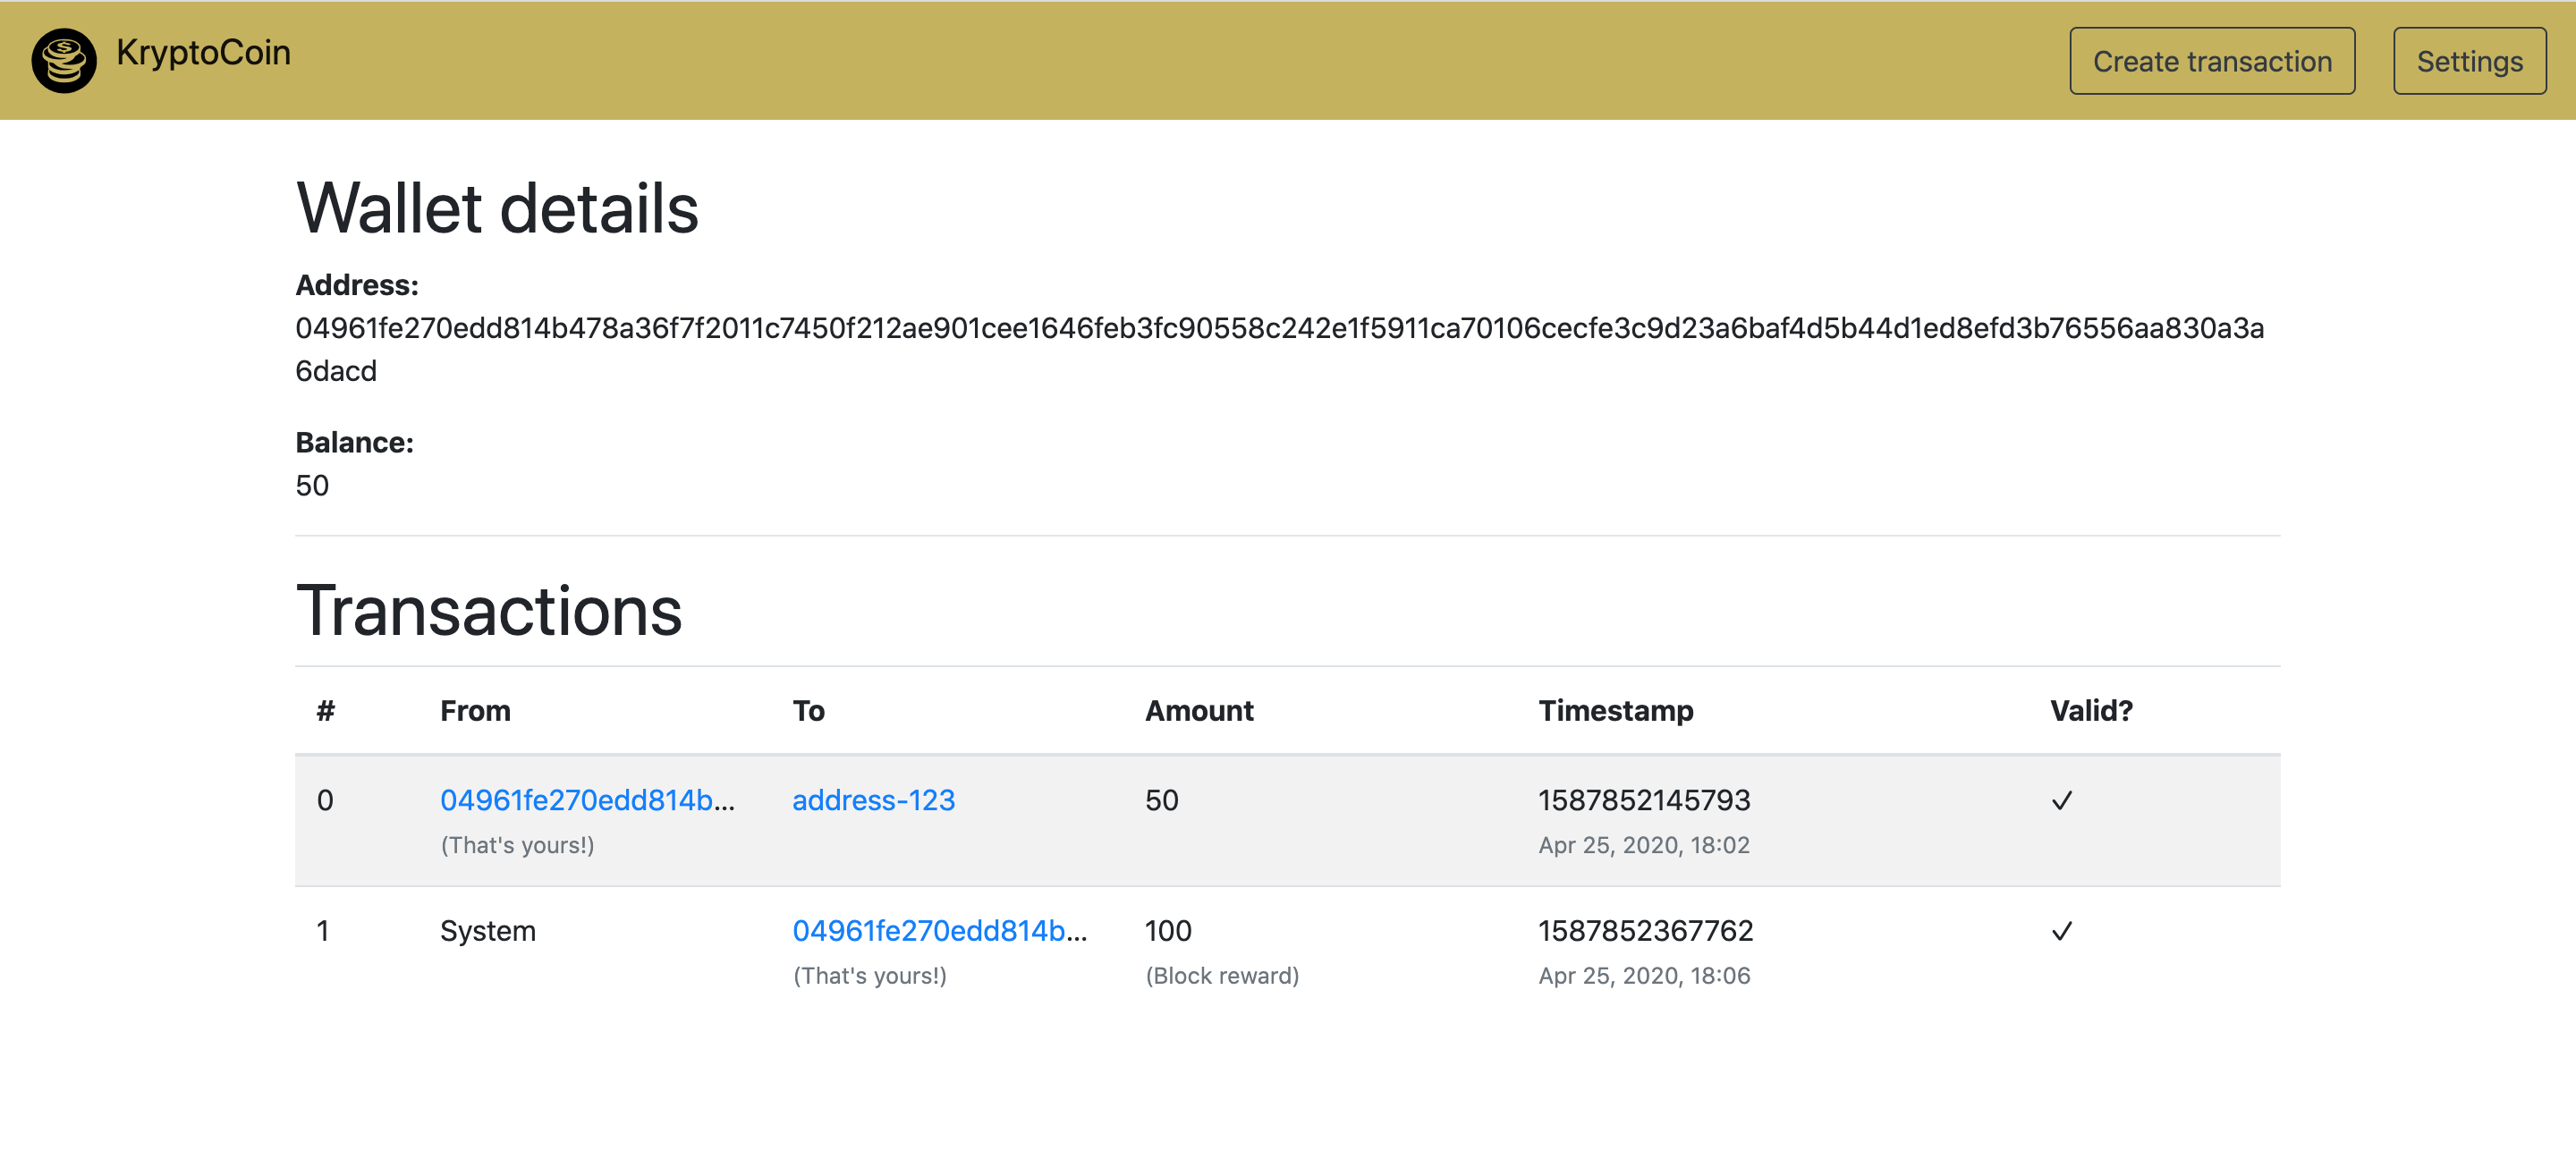 KryptoCoin
Create transaction
Settings
Wallet details
Address:
04961fe270edd814b478a36f7f2011c7450f212ae901cee1646feb3fc90558c242e1f5911ca70106cecfe3c9d23a6baf4d5b44d1ed8efd3b76556aa830a3a
6dacd
Balance:
50
Transactions
# From To Amount Timestamp Valid?
0 04961fe270edd814b... address-123 50 1587852145793 ✓
(That's yours!) Apr 25, 2020, 18:02
1 System 04961fe270edd814b... 100 1587852367762 ✓
(That's yours!) (Block reward) Apr 25, 2020, 18:06